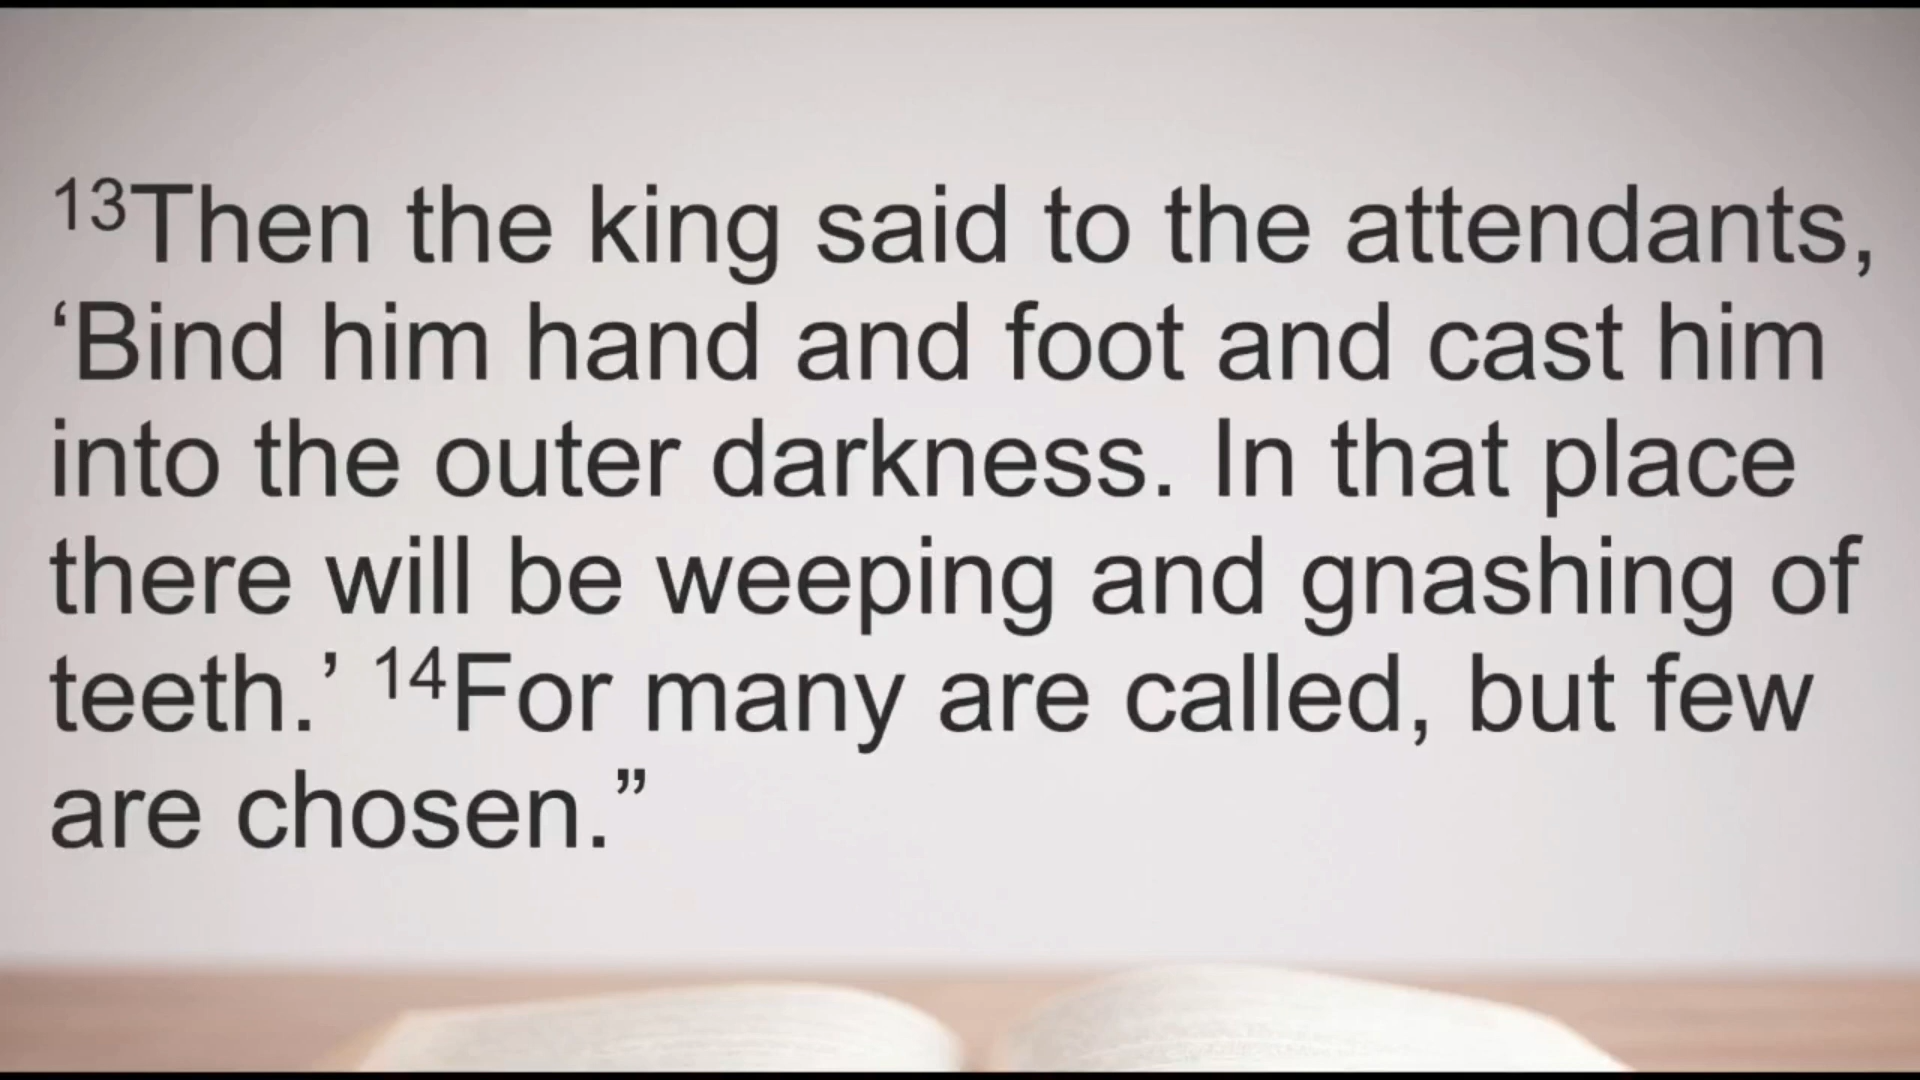 13Then the king said to the attendants,
‘Bind him hand and foot and cast him
into the outer darkness. In that place
there will be weeping and gnashing of
teeth.’ 14For many are called, but few
are chosen.”